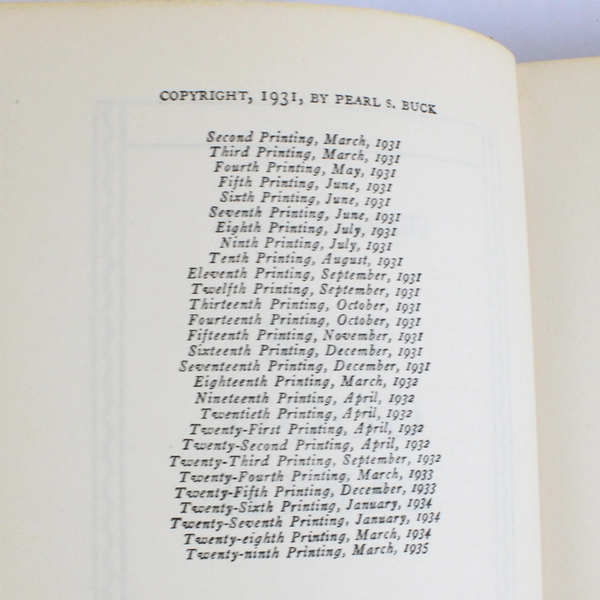 COPYRIGHT, 1931, BY PEARL S. BUCK
Second Printing, March, 1931
Third Printing, March, 1931
Fourth Printing, May, 1931
Fifth Printing, June, 1931
Sixth Printing, June, 1931
Seventh Printing, June, 1931
Eighth Printing, July, 1931
Ninth Printing, July, 1931
Tenth Printing, August, 1931
Eleventh Printing, September, 1931
Twelfth Printing, September, 1931
Thirteenth Printing, October, 1931
Fourteenth Printing, October, 1931
Fifteenth Printing, November, 1931
Sixteenth Printing, December, 1931
Seventeenth Printing, December, 1931
Eighteenth Printing, March, 1932
Nineteenth Printing, April, 1932
Twentieth Printing, April, 1932
Twenty-First Printing, April, 1932
Twenty-Second Printing, April, 1932
Twenty-Third Printing, September, 1932
Twenty-Fourth Printing, March, 1933
Twenty-Fifth Printing, December, 1933
Twenty-Sixth Printing, January, 1934
Twenty-Seventh Printing, January, 1934
Twenty-eighth Printing, March, 1934
Twenty-ninth Printing, March, 1935